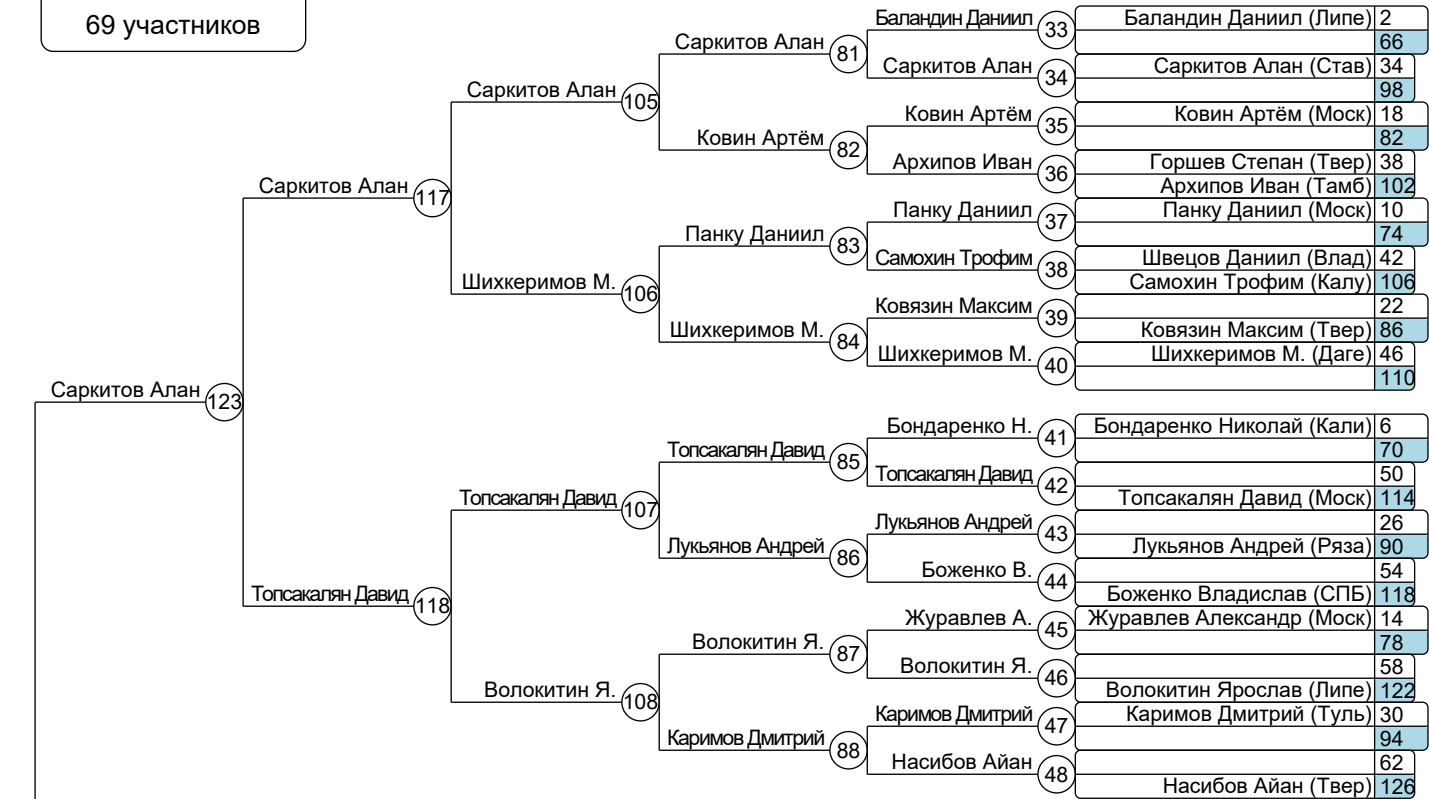 69 участников
Баландин Даниил 33 Баландин Даниил (Липе) 2
66
Саркитов Алан 81
Саркитов Алан 34 Саркитов Алан (Став) 34
98
Саркитов Алан 105
Ковин Артём 35 Ковин Артём (Моск) 18
82
Ковин Артём 82
Архипов Иван 36 Горшев Степан (Твер) 38
Архипов Иван (Тамб) 102
Саркитов Алан 117
Панку Даниил 37 Панку Даниил (Моск) 10
74
Панку Даниил 83
Самохин Трофим 38 Швецов Даниил (Влад) 42
Самохин Трофим (Калу) 106
Шихкеримов М. 106
Ковязин Максим 39 22
Ковязин Максим (Твер) 86
Шихкеримов М. 84
Шихкеримов М. 40 Шихкеримов М. (Даге) 46
110
Саркитов Алан 123
Бондаренко Н. 41 Бондаренко Николай (Кали) 6
70
Топсакалян Давид 85
Топсакалян Давид 42 50
Топсакалян Давид (Моск) 114
Топсакалян Давид 107
Лукьянов Андрей 43 26
Лукьянов Андрей (Ряза) 90
Лукьянов Андрей 86
Боженко В. 44 54
Боженко Владислав (СПБ) 118
Топсакалян Давид 118
Журавлев А. 45 Журавлев Александр (Моск) 14
78
Волокитин Я. 87
Волокитин Я. 46 58
Волокитин Ярослав (Липе) 122
Волокитин Я. 108
Каримов Дмитрий 47 Каримов Дмитрий (Туль) 30
94
Каримов Дмитрий 88
Насибов Айан 48 62
Насибов Айан (Твер) 126